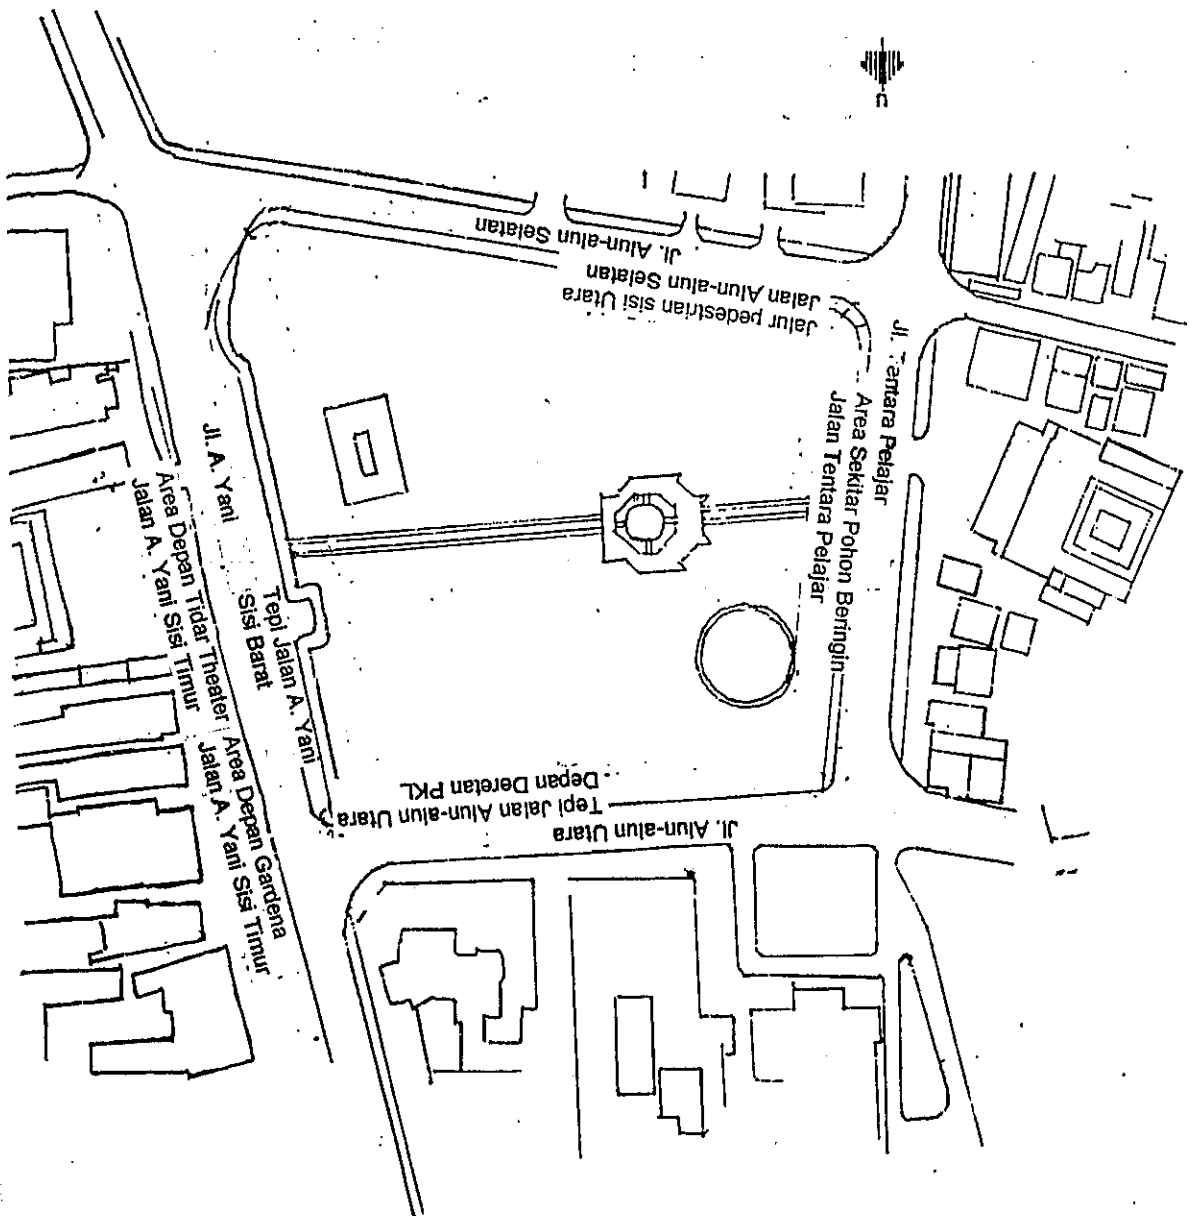 U
Jl. Alun-alun Selatan
Jalur pedestrian sisi Utara
Jalan Alun-alun Selatan
Jl. Tentara Pelajar
Area Sekitar Pohon Beringin
Jalan Tentara Pelajar
Jl. A. Yani
Area Depan Tidar Theater
Jalan A. Yani Sisi Timur
Tepi Jalan A. Yani
Sisi Barat
Area Depan Gardena
Jalan A. Yani Sisi Timur
Tepi Jalan Alun-alun Utara
Depan Deretan PKL
Jl. Alun-alun Utara